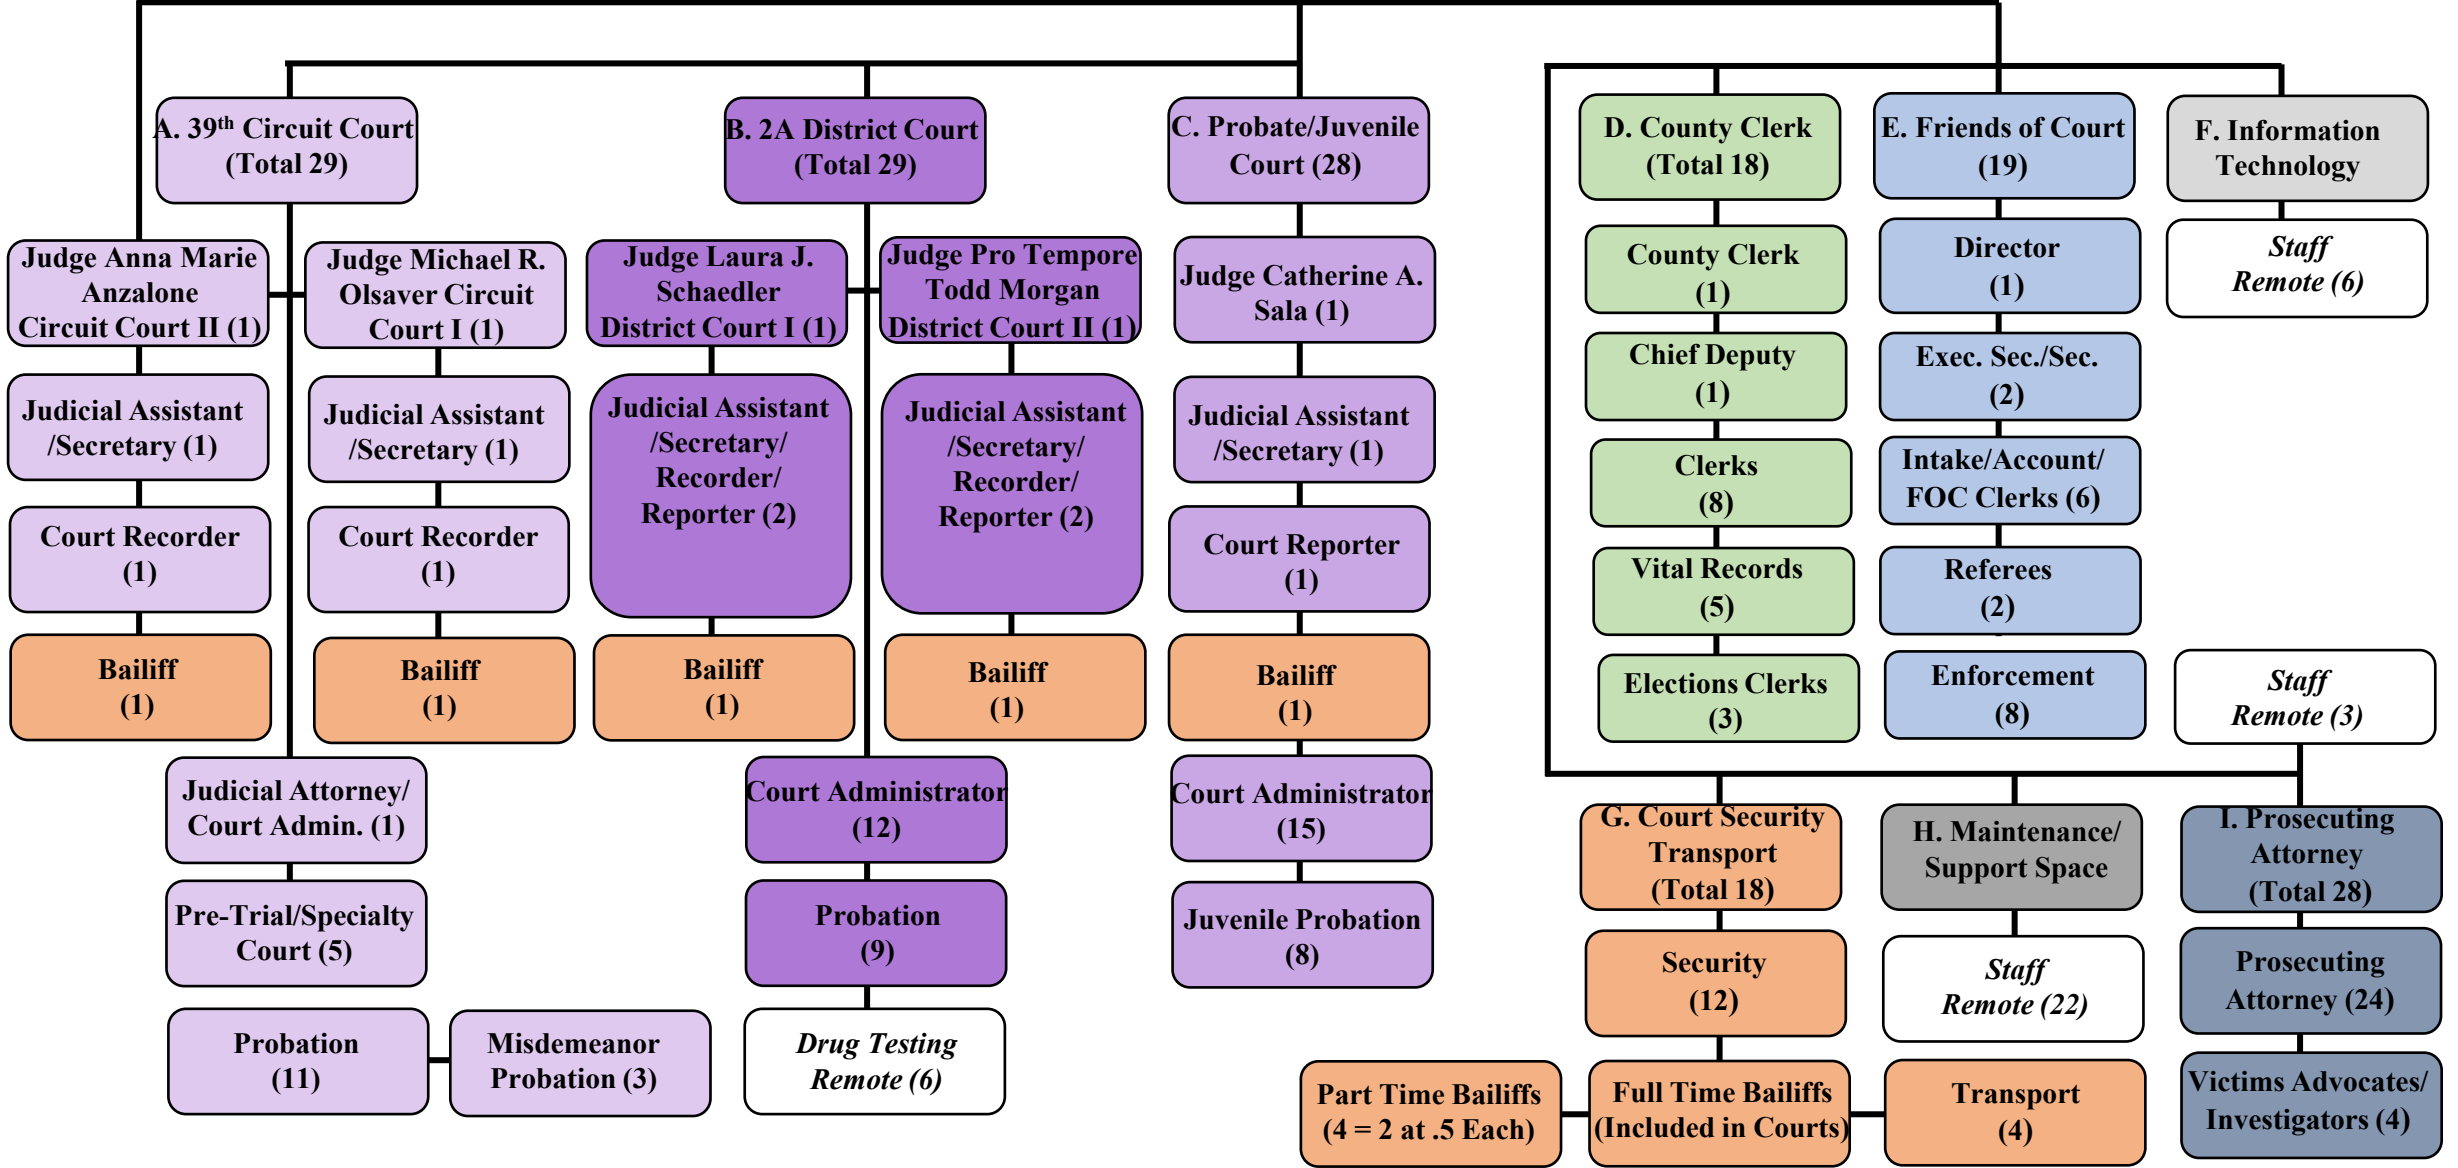 A. 39th Circuit Court
(Total 29)
B. 2A District Court
(Total 29)
C. Probate/Juvenile
Court (28)
D. County Clerk
(Total 18)
E. Friends of Court
(19)
F. Information
Technology
Judge Anna Marie
Anzalone
Circuit Court II (1)
Judge Michael R.
Olsaver Circuit
Court I (1)
Judge Laura J.
Schaedler
District Court I (1)
Judge Pro Tempore
Todd Morgan
District Court II (1)
Judge Catherine A.
Sala (1)
County Clerk
(1)
Director
(1)
Staff
Remote (6)
Chief Deputy
(1)
Exec. Sec./Sec.
(2)
Judicial Assistant
/Secretary (1)
Judicial Assistant
/Secretary (1)
Judicial Assistant
/Secretary/
Recorder/
Reporter (2)
Judicial Assistant
/Secretary/
Recorder/
Reporter (2)
Judicial Assistant
/Secretary (1)
Clerks
(8)
Intake/Account/
FOC Clerks (6)
Court Recorder
(1)
Court Recorder
(1)
Court Reporter
(1)
Vital Records
(5)
Referees
(2)
Bailiff
(1)
Bailiff
(1)
Bailiff
(1)
Bailiff
(1)
Bailiff
(1)
Elections Clerks
(3)
Enforcement
(8)
Staff
Remote (3)
Judicial Attorney/
Court Admin. (1)
Court Administrator
(12)
Court Administrator
(15)
G. Court Security
Transport
(Total 18)
H. Maintenance/
Support Space
I. Prosecuting
Attorney
(Total 28)
Pre-Trial/Specialty
Court (5)
Probation
(9)
Juvenile Probation
(8)
Security
(12)
Staff
Remote (22)
Prosecuting
Attorney (24)
Probation
(11)
Misdemeanor
Probation (3)
Drug Testing
Remote (6)
Part Time Bailiffs
(4 = 2 at .5 Each)
Full Time Bailiffs
(Included in Courts)
Transport
(4)
Victims Advocates/
Investigators (4)